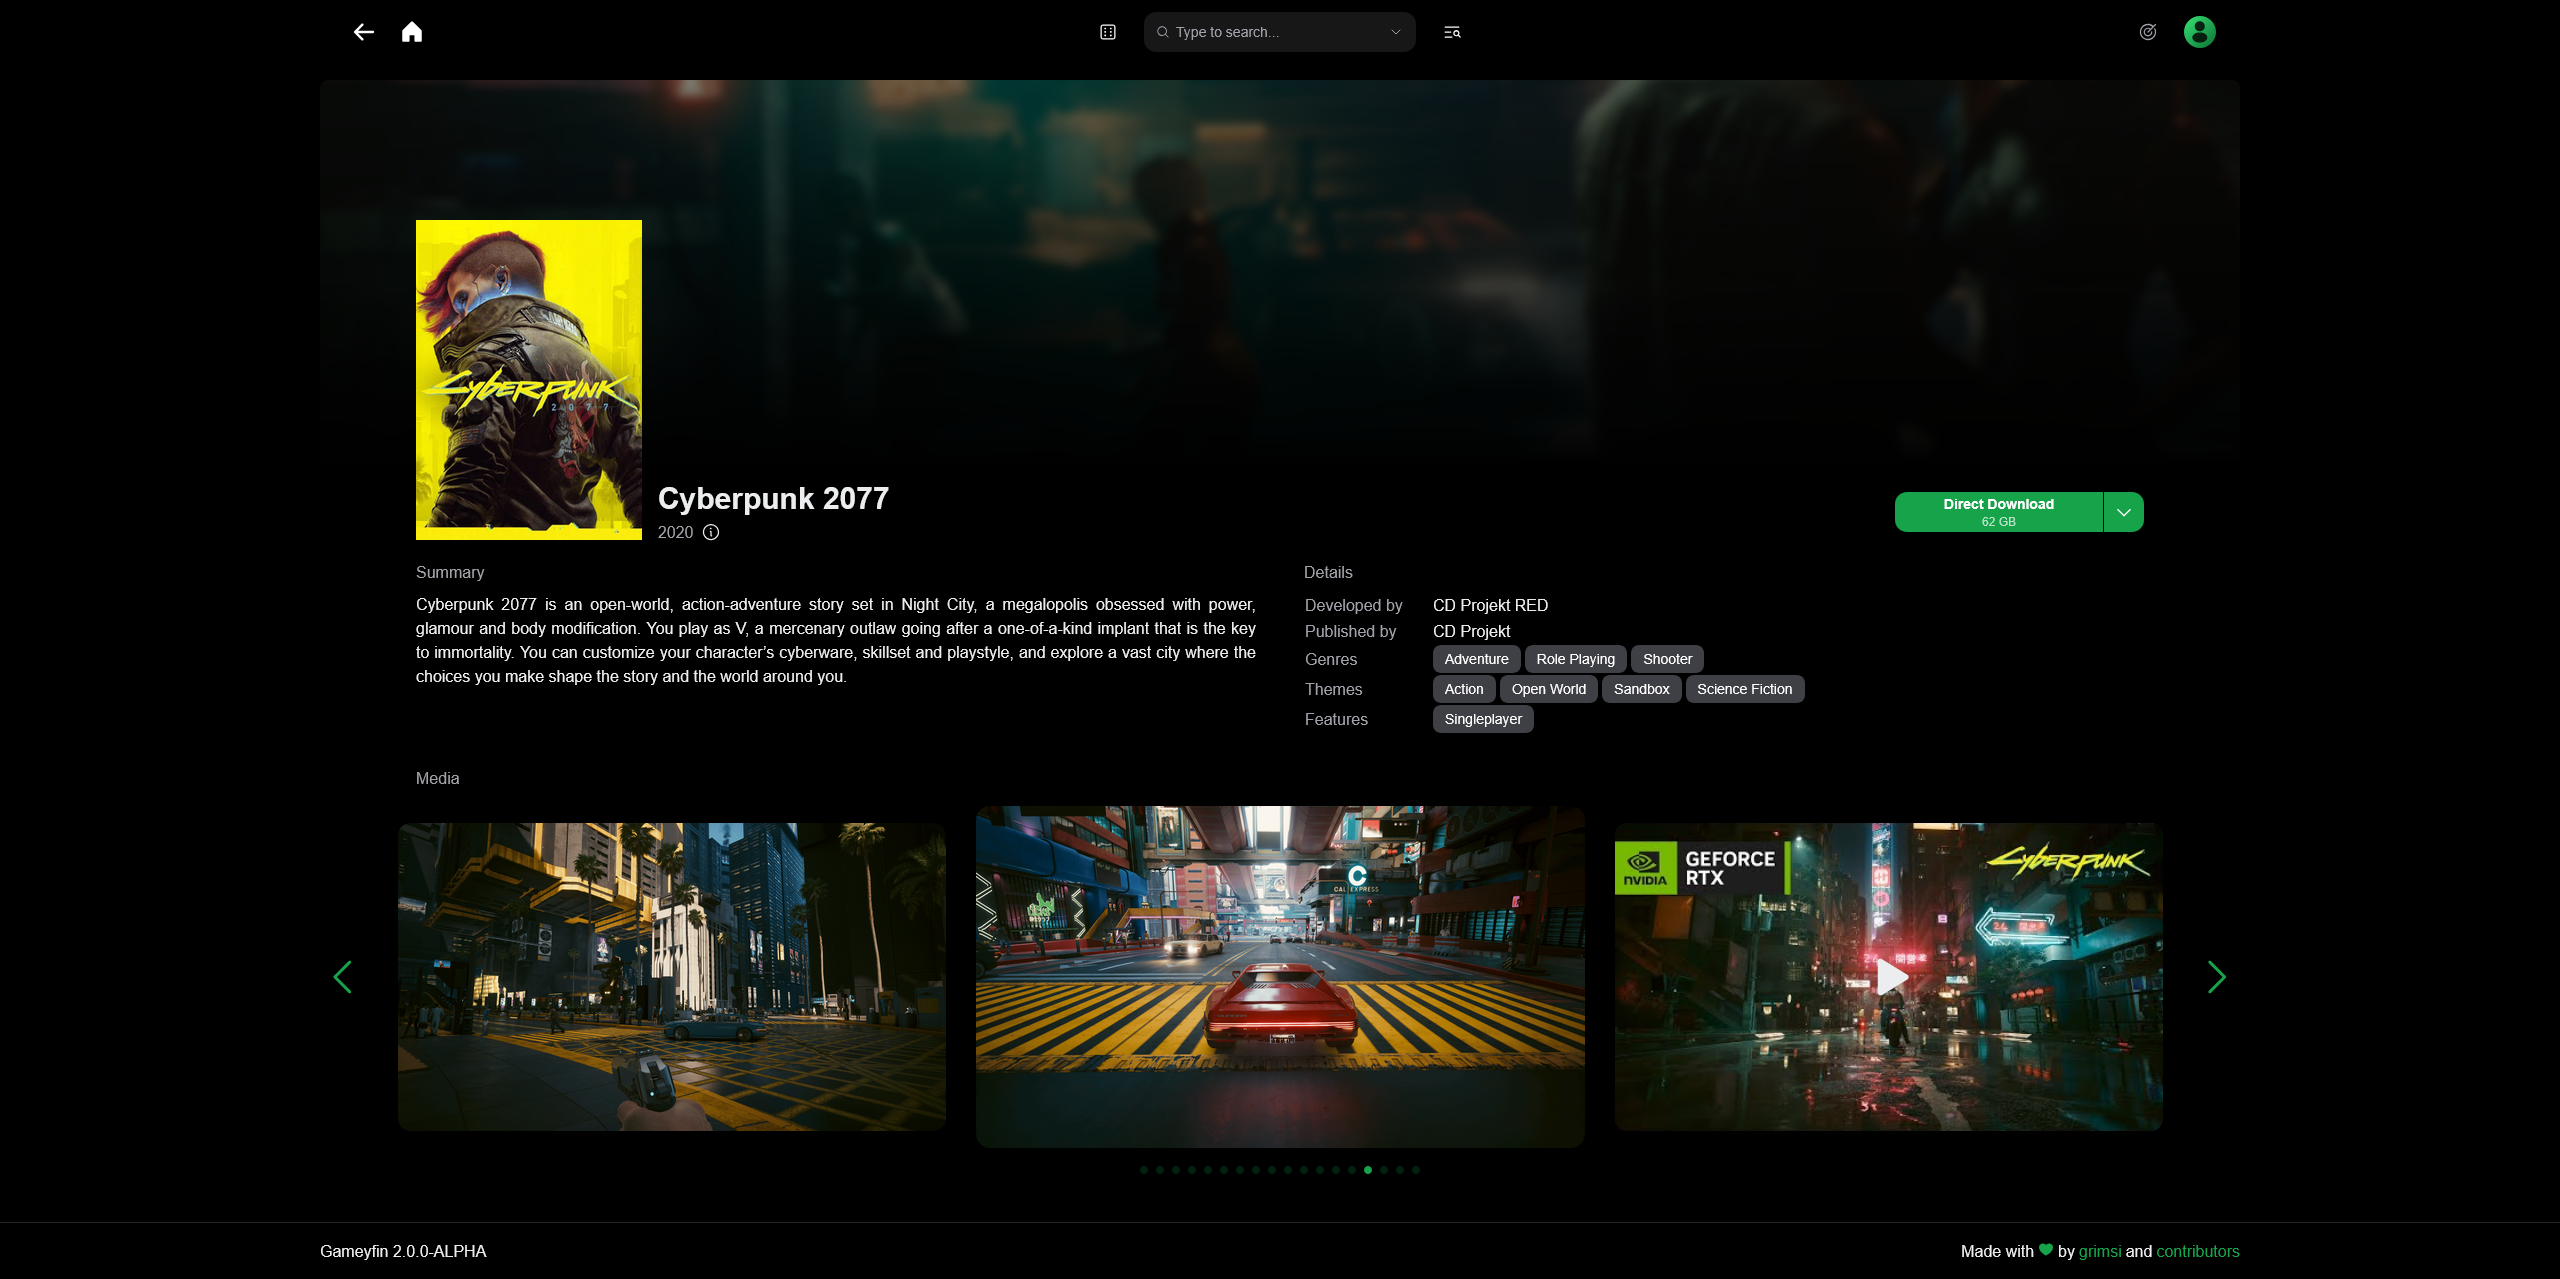 Type to search...
CYBERPUNK
2077
Cyberpunk 2077
2020
Direct Download
62 GB
Summary
Cyberpunk 2077 is an open-world, action-adventure story set in Night City, a megalopolis obsessed with power,
glamour and body modification. You play as V, a mercenary outlaw going after a one-of-a-kind implant that is the key
to immortality. You can customize your character’s cyberware, skillset and playstyle, and explore a vast city where the
choices you make shape the story and the world around you.
Details
Developed by CD Projekt RED
Published by CD Projekt
Genres Adventure Role Playing Shooter
Themes Action Open World Sandbox Science Fiction
Features Singleplayer
Media
C
CAL EXPRESS
NVIDIA
GEFORCE
RTX
CYBERPUNK
2077
24
Gameyfin 2.0.0-ALPHA
Made with by grimsi and contributors